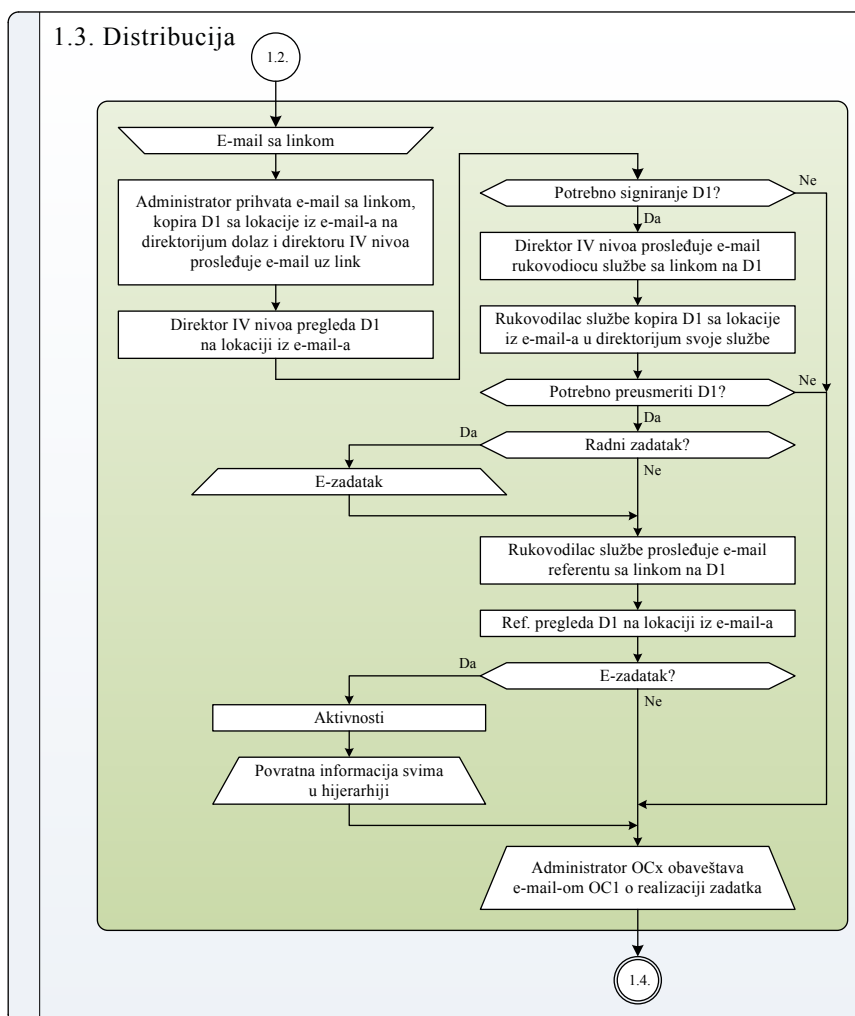 1.3. Distribucija
1.2.
E-mail sa linkom
Administrator prihvata e-mail sa linkom,
kopira D1 sa lokacije iz e-mail-a na
direktorijum dolaz i direktoru IV nivoa
prosleđuje e-mail uz link
Direktor IV nivoa pregleda D1
na lokaciji iz e-mail-a
Potrebno signiranje D1?
Ne
Da
Direktor IV nivoa prosleđuje e-mail
rukovodiocu službe sa linkom na D1
Rukovodilac službe kopira D1 sa lokacije
iz e-mail-a u direktorijum svoje službe
Potrebno preusmeriti D1?
Ne
Da
Da
Radni zadatak?
Ne
E-zadatak
Rukovodilac službe prosleđuje e-mail
referentu sa linkom na D1
Ref. pregleda D1 na lokaciji iz e-mail-a
Da
E-zadatak?
Ne
Aktivnosti
Povratna informacija svima
u hijerarhiji
Administrator OCx obaveštava
e-mail-om OC1 o realizaciji zadatka
1.4.